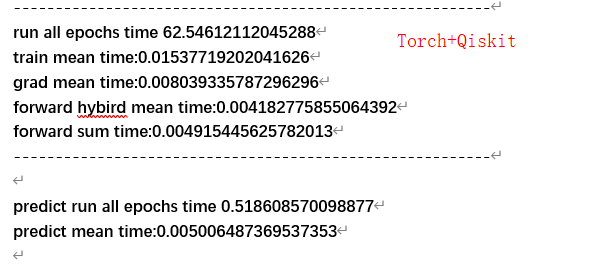 ---------------------------------------------------------↵
run all epochs time 62.54612112045288↵
Torch+Qiskit
train mean time:0.01537719202041626↵
grad mean time:0.008039335787296296↵
forward hybird mean time:0.004182775855064392↵
forward sum time:0.004915445625782013↵
---------------------------------------------------------↵
↵
predict run all epochs time 0.518608570098877↵
predict mean time:0.005006487369537353↵
↵